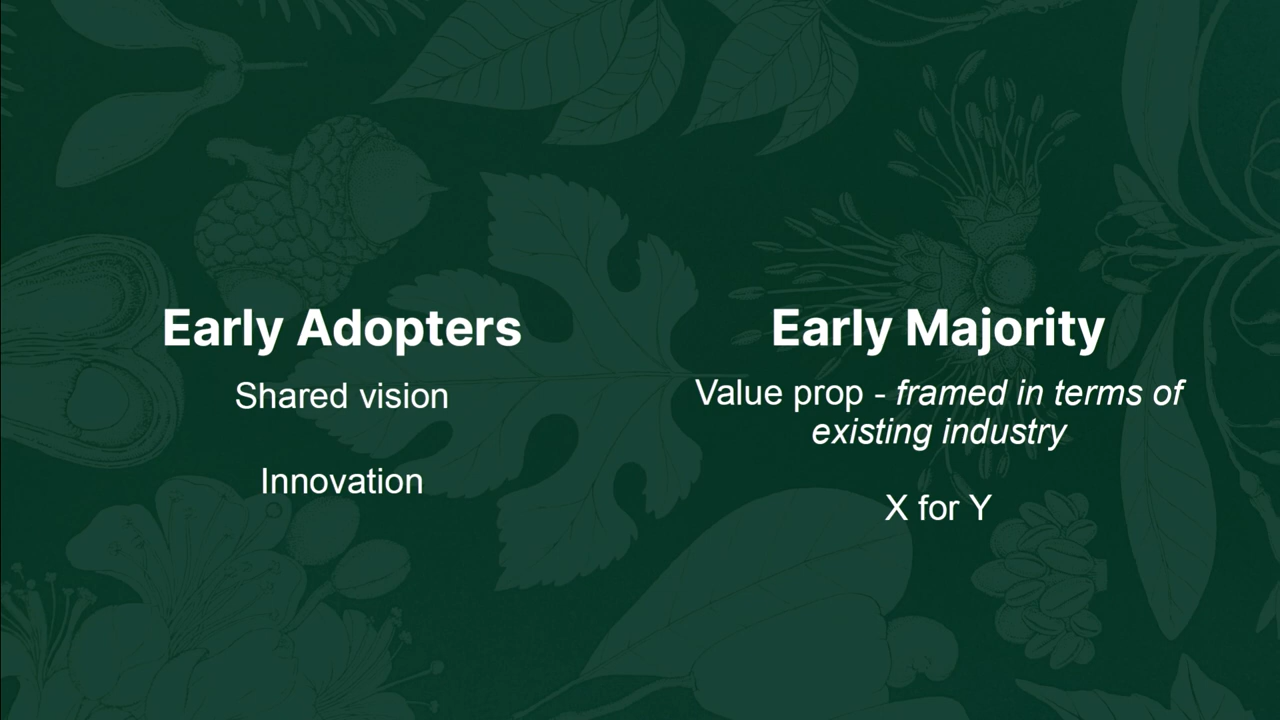 Early Adopters
Shared vision
Innovation
Early Majority
Value prop - framed in terms of
existing industry
X for Y